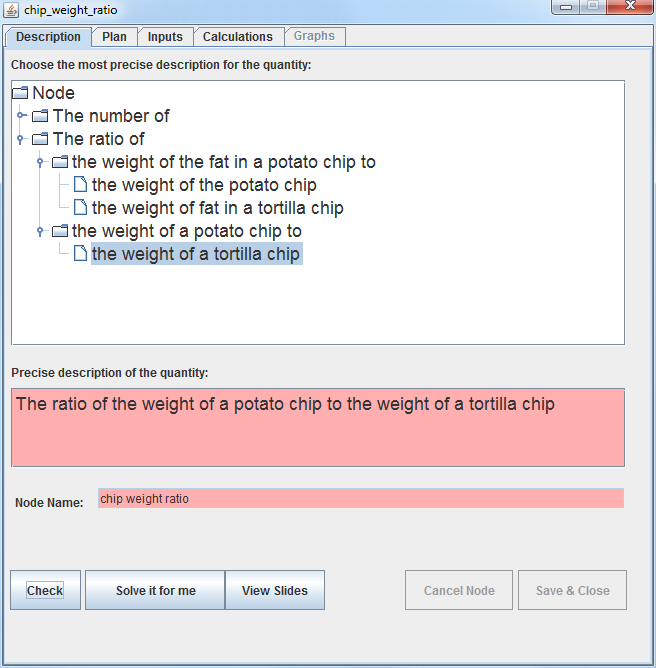 chip_weight_ratio
Description Plan Inputs Calculations Graphs
Choose the most precise description for the quantity:
Node
The number of
The ratio of
the weight of the fat in a potato chip to
the weight of the potato chip
the weight of fat in a tortilla chip
the weight of a potato chip to
the weight of a tortilla chip
Precise description of the quantity:
The ratio of the weight of a potato chip to the weight of a tortilla chip
Node Name: chip weight ratio
Check Solve it for me View Slides Cancel Node Save & Close